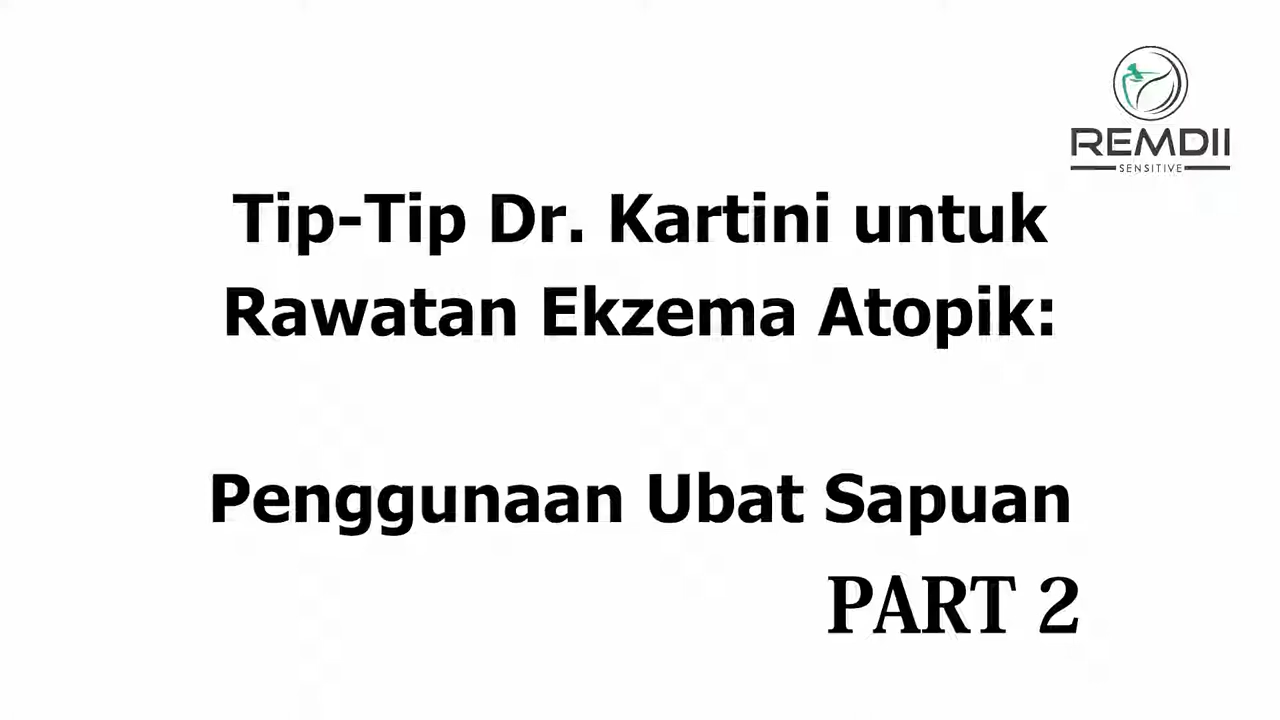 REMDII
SENSITIVE
Tip-Tip Dr. Kartini untuk
Rawatan Ekzema Atopik:
Penggunaan Ubat Sapuan
PART 2